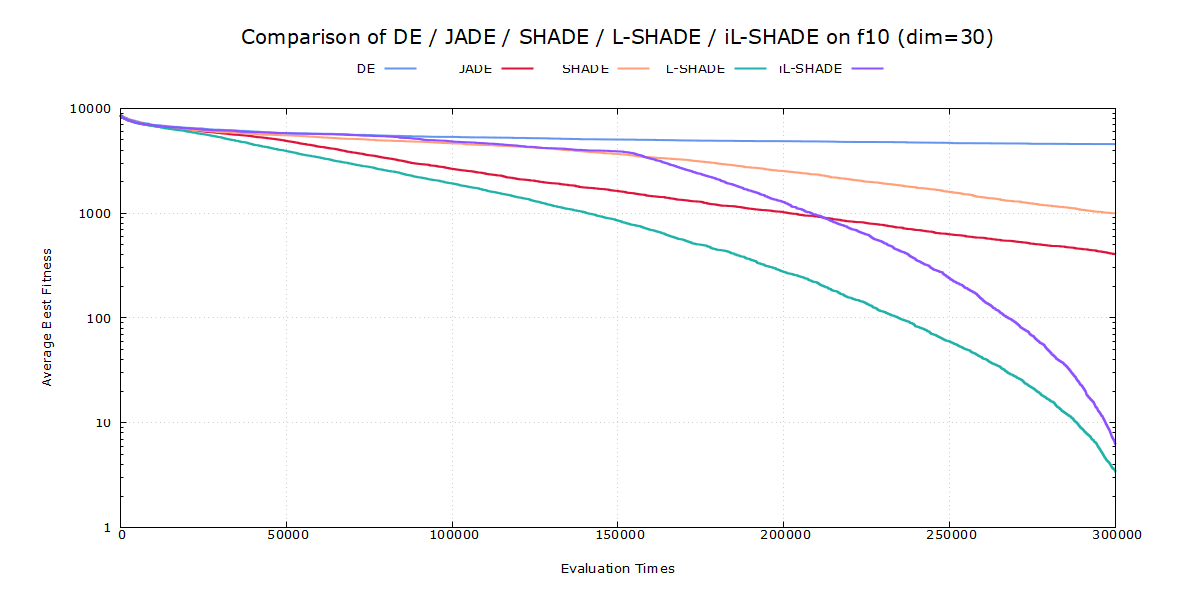 Comparison of DE / JADE / SHADE / L-SHADE / iL-SHADE on f10 (dim=30)
DE JADE SHADE L-SHADE iL-SHADE
10000
1000
100
10
1
Average Best Fitness
0 50000 100000 150000 200000 250000 300000
Evaluation Times